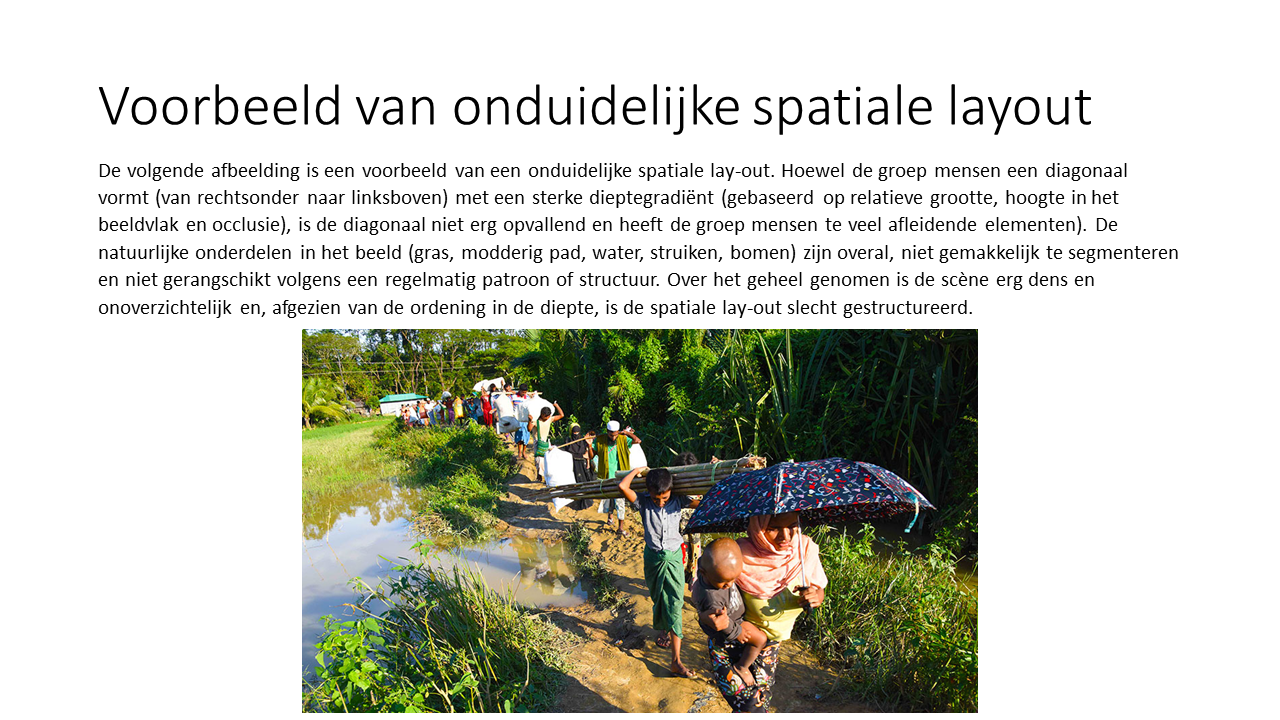 Voorbeeld van onduidelijke spatiale layout
De volgende afbeelding is een voorbeeld van een onduidelijke spatiale lay-out. Hoewel de groep mensen een diagonaal
vormt (van rechtsonder naar linksboven) met een sterke dieptegradiënt (gebaseerd op relatieve grootte, hoogte in het
beeldvlak en occlusie), is de diagonaal niet erg opvallend en heeft de groep mensen te veel afleidende elementen). De
natuurlijke onderdelen in het beeld (gras, modderig pad, water, struiken, bomen) zijn overal, niet gemakkelijk te segmenteren
en niet gerangschikt volgens een regelmatig patroon of structuur. Over het geheel genomen is de scène erg dens en
onoverzichtelijk en, afgezien van de ordening in de diepte, is de spatiale lay-out slecht gestructureerd.